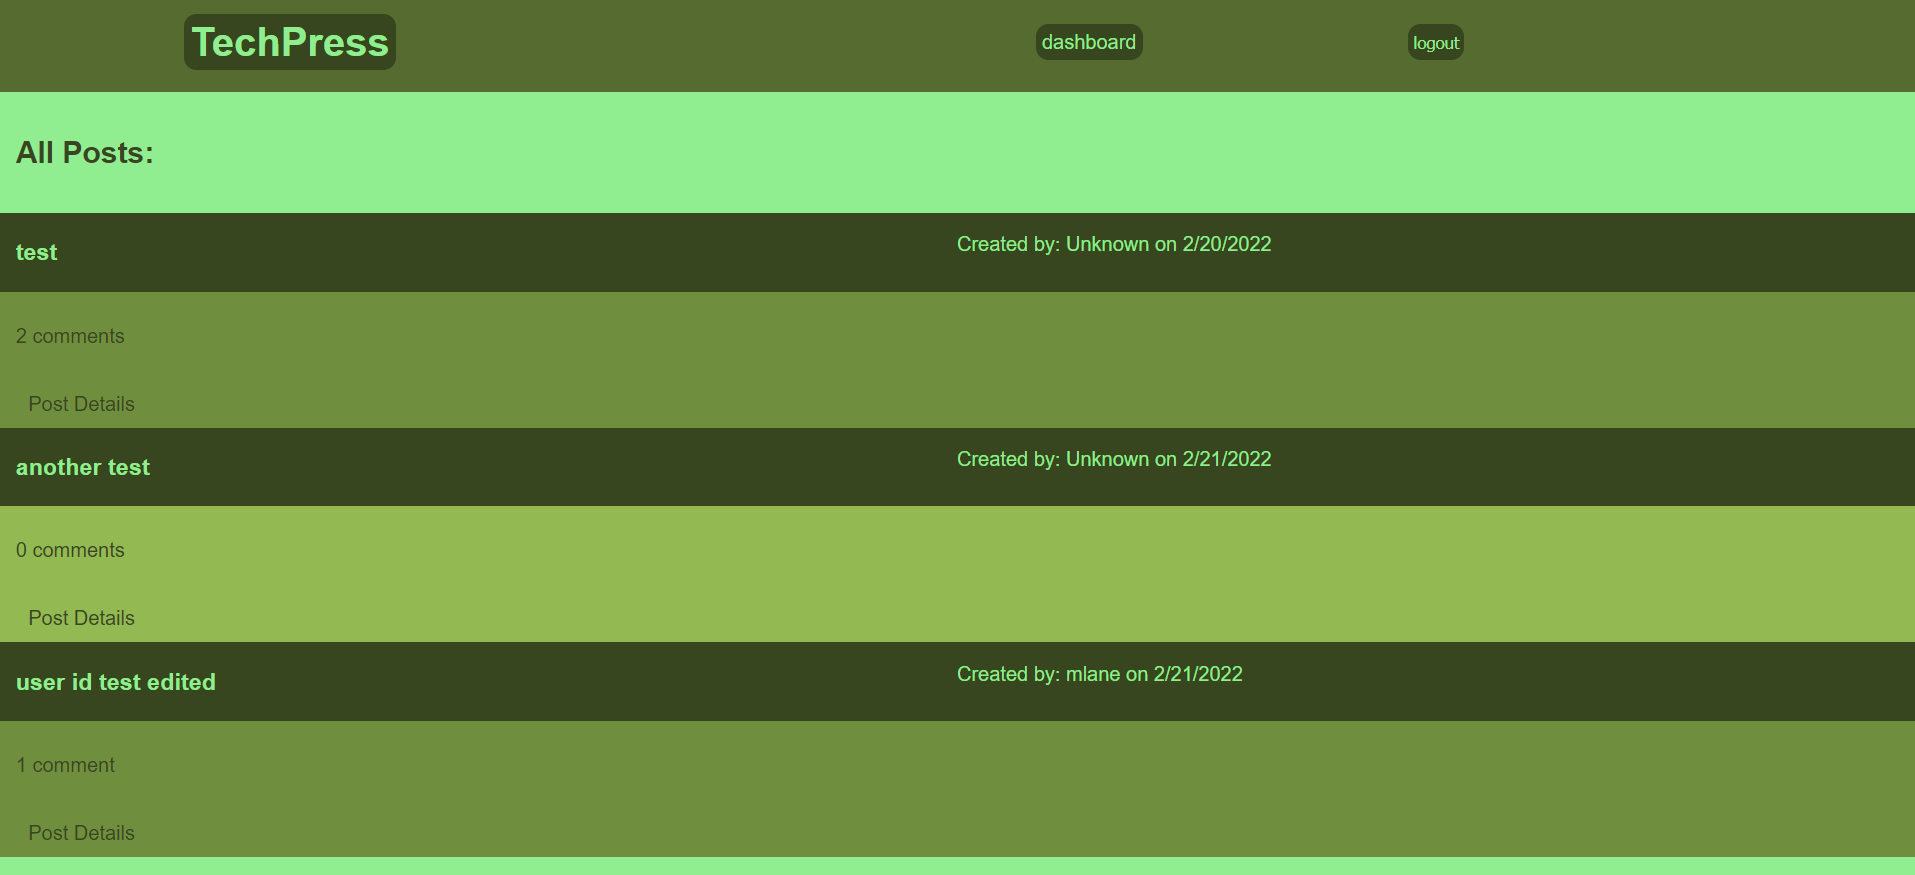 TechPress dashboard logout
All Posts:
test Created by: Unknown on 2/20/2022
2 comments
Post Details
another test Created by: Unknown on 2/21/2022
0 comments
Post Details
user id test edited Created by: mlane on 2/21/2022
1 comment
Post Details